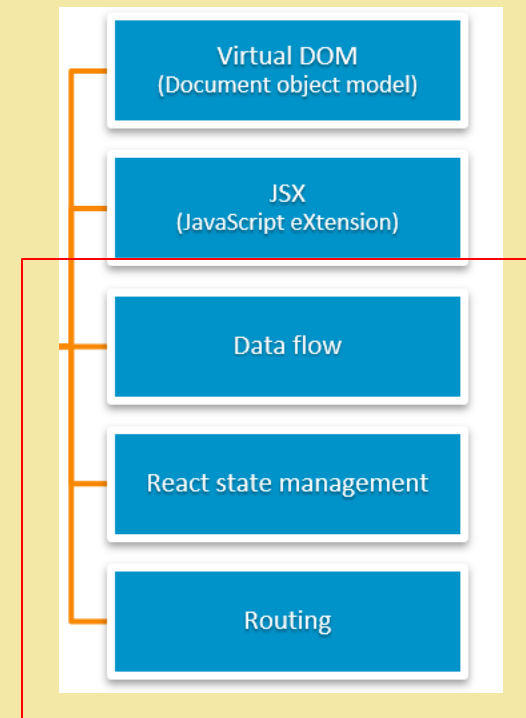 Virtual DOM
(Document object model)
JSX
(JavaScript eXtension)
Data flow
React state management
Routing